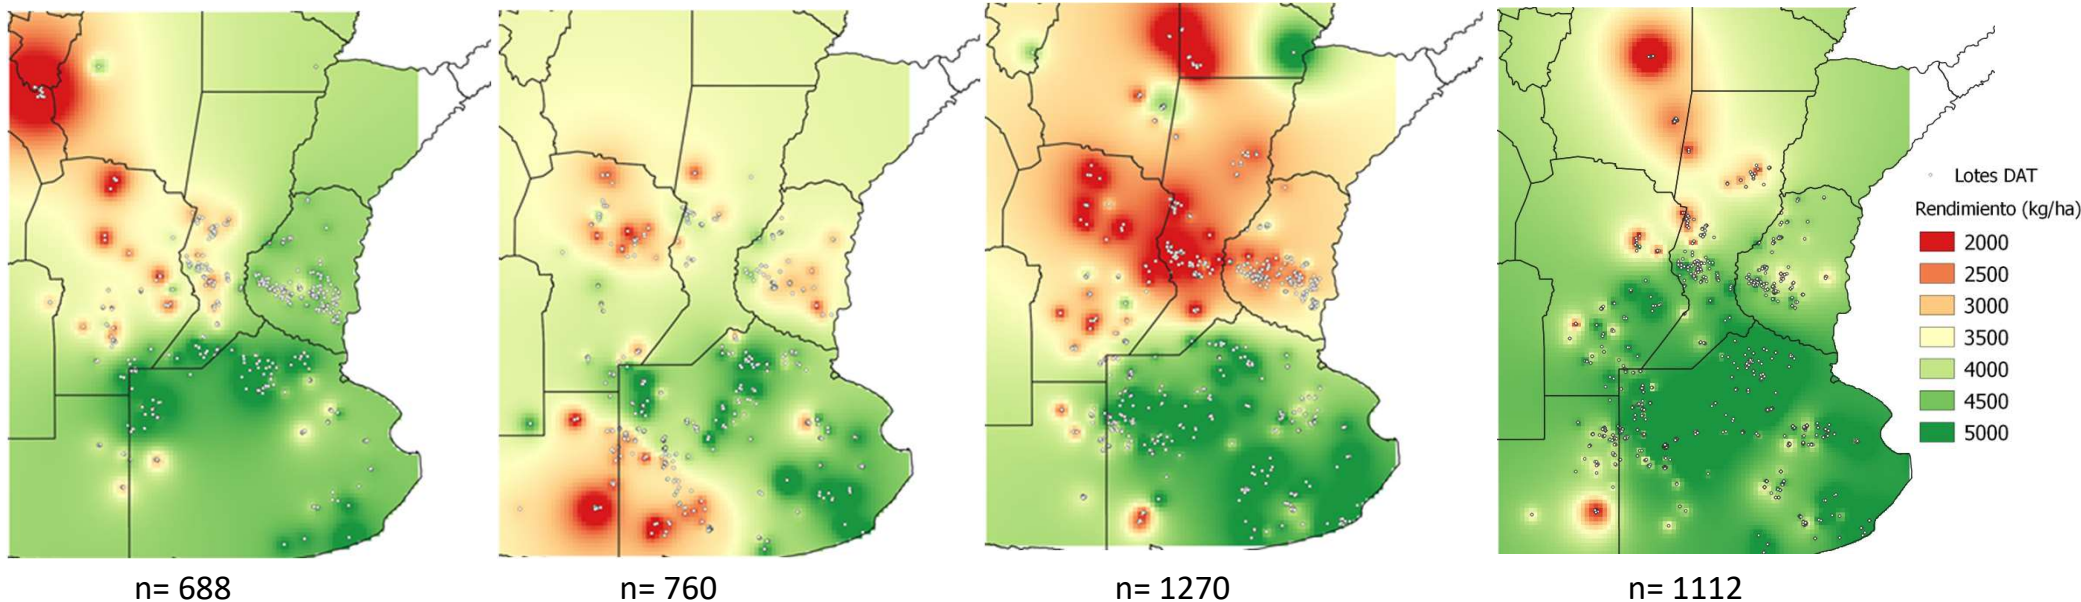 Lotes DAT
Rendimiento (kg/ha)
2000
2500
3000
3500
4000
4500
5000
n= 688
n= 760
n= 1270
n= 1112